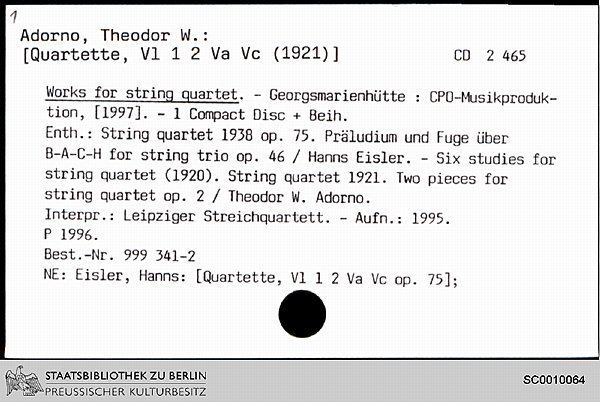 1
Adorno, Theodor W.:
[Quartette, Vl 1 2 Va Vc (1921)] CD 2 465
Works for string quartet. - Georgsmarienhütte : CPO-Musikproduk-
tion, [1997]. - 1 Compact Disc + Beih.
Enth.: String quartet 1938 op. 75. Präludium und Fuge über
B-A-C-H for string trio op. 46 / Hanns Eisler. - Six studies for
string quartet (1920). String quartet 1921. Two pieces for
string quartet op. 2 / Theodor W. Adorno.
Interpr.: Leipziger Streichquartett. - Aufn.: 1995.
P 1996.
Best.-Nr. 999 341-2
NE: Eisler, Hanns: [Quartette, Vl 1 2 Va Vc op. 75];
STAATSBIBLIOTHEK ZU BERLIN
PREUSSISCHER KULTURBESITZ
SC0010064